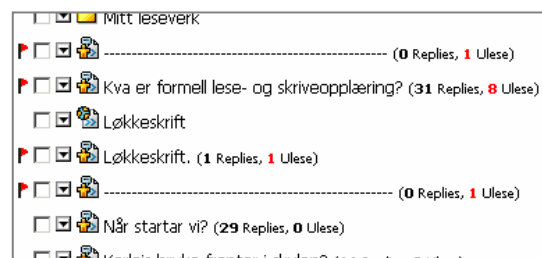 Mitt leseverk
------------------------------------------------ (0 Replies, 1 Ulese)
Kva er formell lese- og skriveopplæring? (31 Replies, 8 Ulese)
Løkkeskrift
Løkkeskrift. (1 Replies, 1 Ulese)
------------------------------------------------- (0 Replies, 1 Ulese)
Når startar vi? (29 Replies, 0 Ulese)